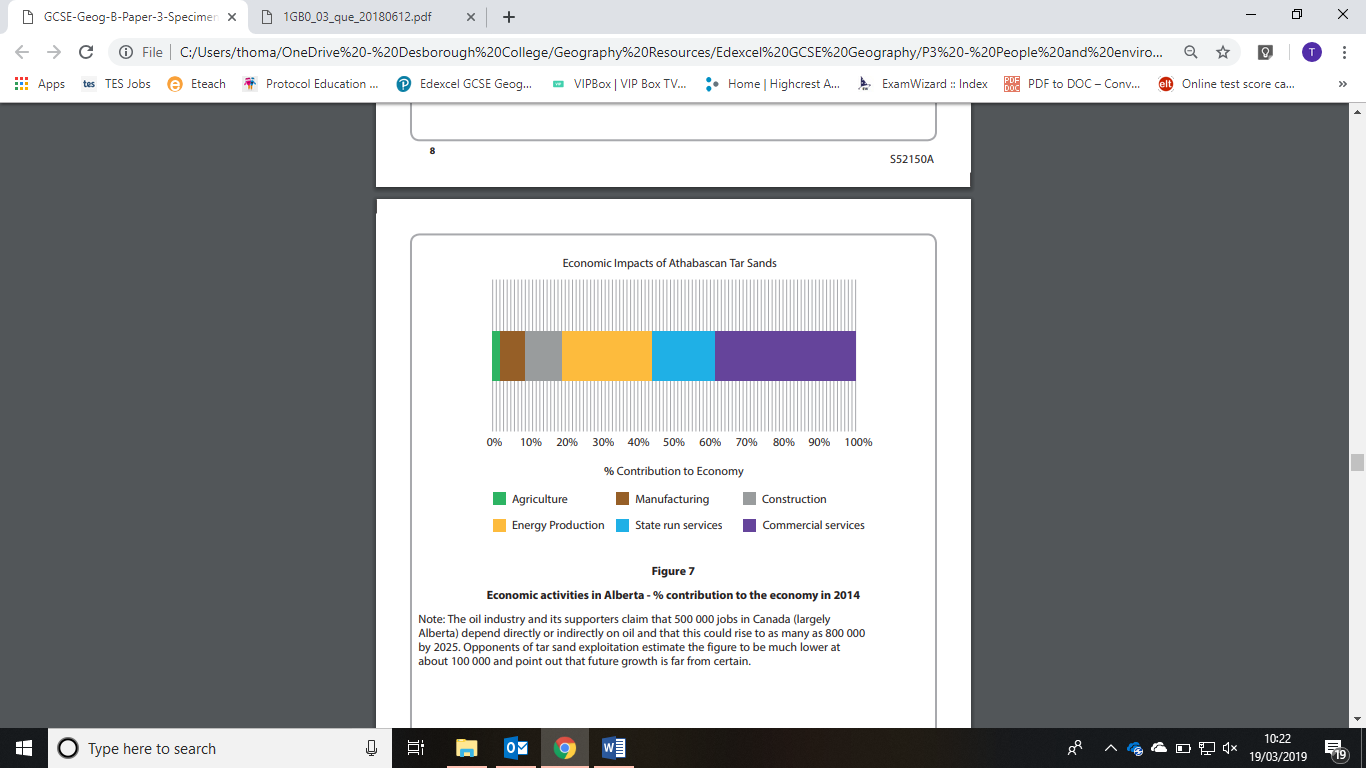 GCSE-Geog-B-Paper-3-Specimen
1GB0_03_que_20180612.pdf
File
C:/Users/thoma/OneDrive%20-%20Desborough%20College/Geography%20Resources/Edexcel%20GCSE%20Geography/P3%20-%20People%20and%20enviro...
T
Apps
tes TES Jobs
Eteach
Protocol Education ...
Edexcel GCSE Geog...
VIPBox | VIP Box TV...
Home | Highcrest A...
ExamWizard :: Index
PDF to DOC – Conv...
elt Online test score ca...
8
S52150A
Economic Impacts of Athabascan Tar Sands
0% 10% 20% 30% 40% 50% 60% 70% 80% 90% 100%
% Contribution to Economy
Agriculture Manufacturing Construction
Energy Production State run services Commercial services
Figure 7
Economic activities in Alberta - % contribution to the economy in 2014
Note: The oil industry and its supporters claim that 500 000 jobs in Canada (largely
Alberta) depend directly or indirectly on oil and that this could rise to as many as 800 000
by 2025. Opponents of tar sand exploitation estimate the figure to be much lower at
about 100 000 and point out that future growth is far from certain.
Type here to search
10:22
19/03/2019
19